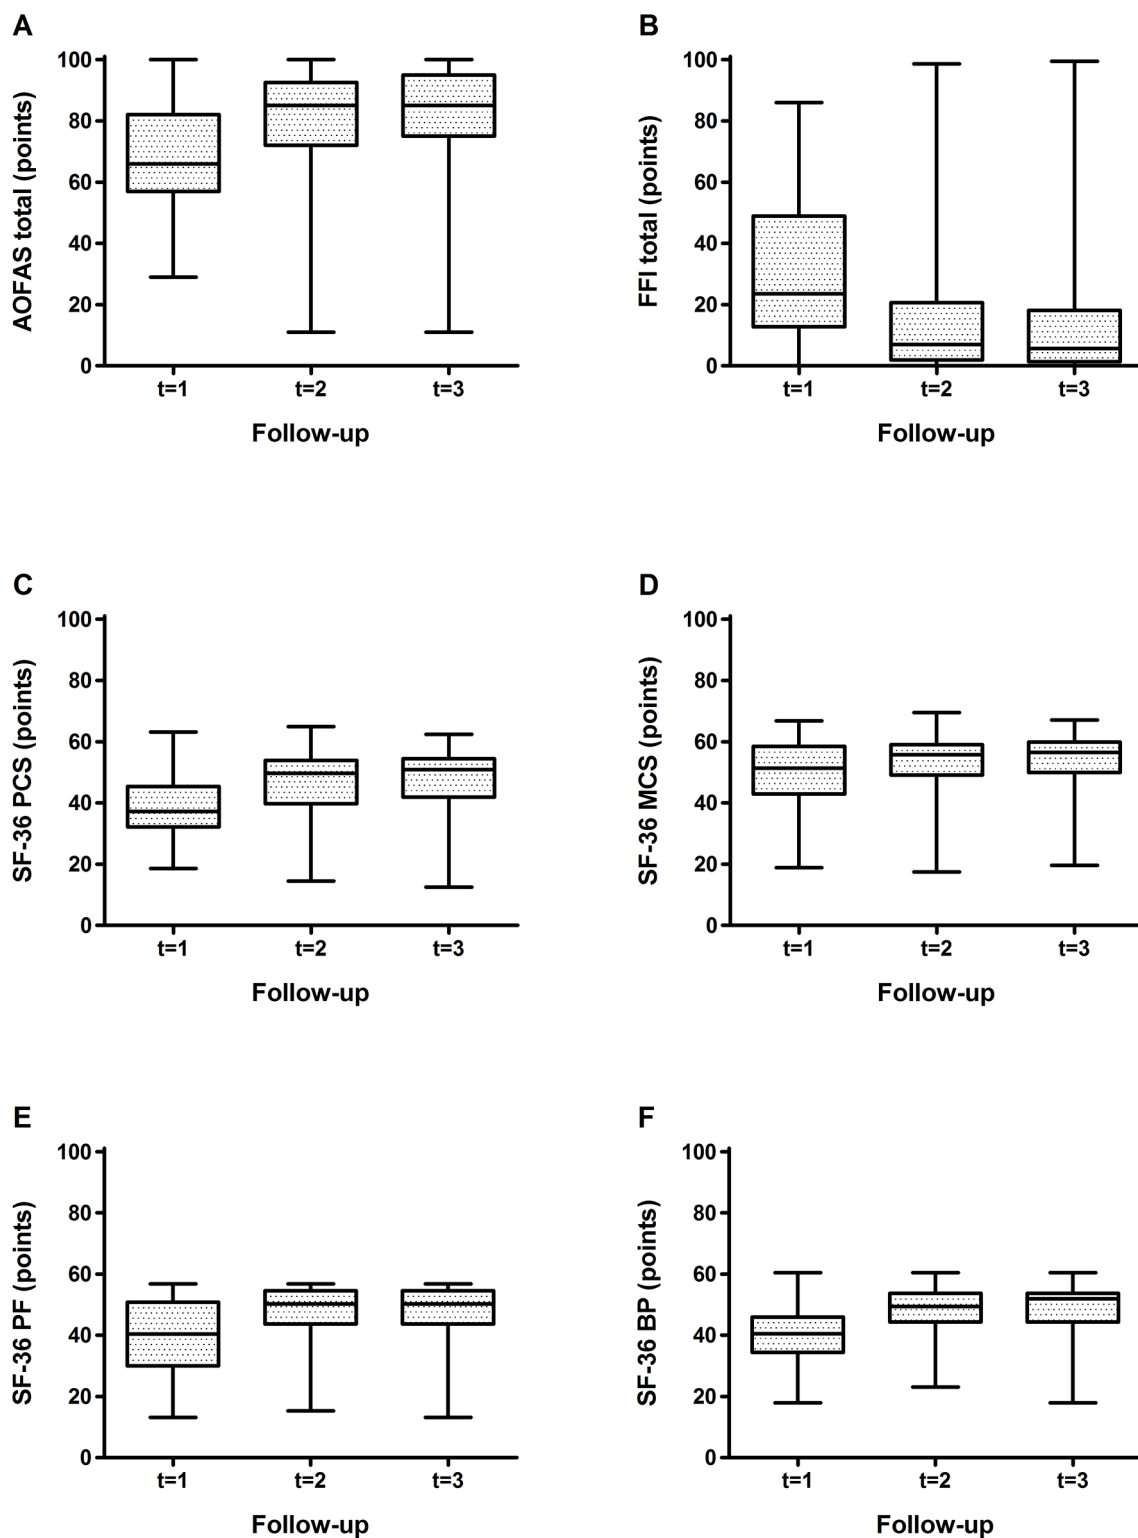 A
AOFAS total (points)
100
80
60
40
20
0
t=1 t=2 t=3
Follow-up
B
FFI total (points)
100
80
60
40
20
0
t=1 t=2 t=3
Follow-up
C
SF-36 PCS (points)
100
80
60
40
20
0
t=1 t=2 t=3
Follow-up
D
SF-36 MCS (points)
100
80
60
40
20
0
t=1 t=2 t=3
Follow-up
E
SF-36 PF (points)
100
80
60
40
20
0
t=1 t=2 t=3
Follow-up
F
SF-36 BP (points)
100
80
60
40
20
0
t=1 t=2 t=3
Follow-up